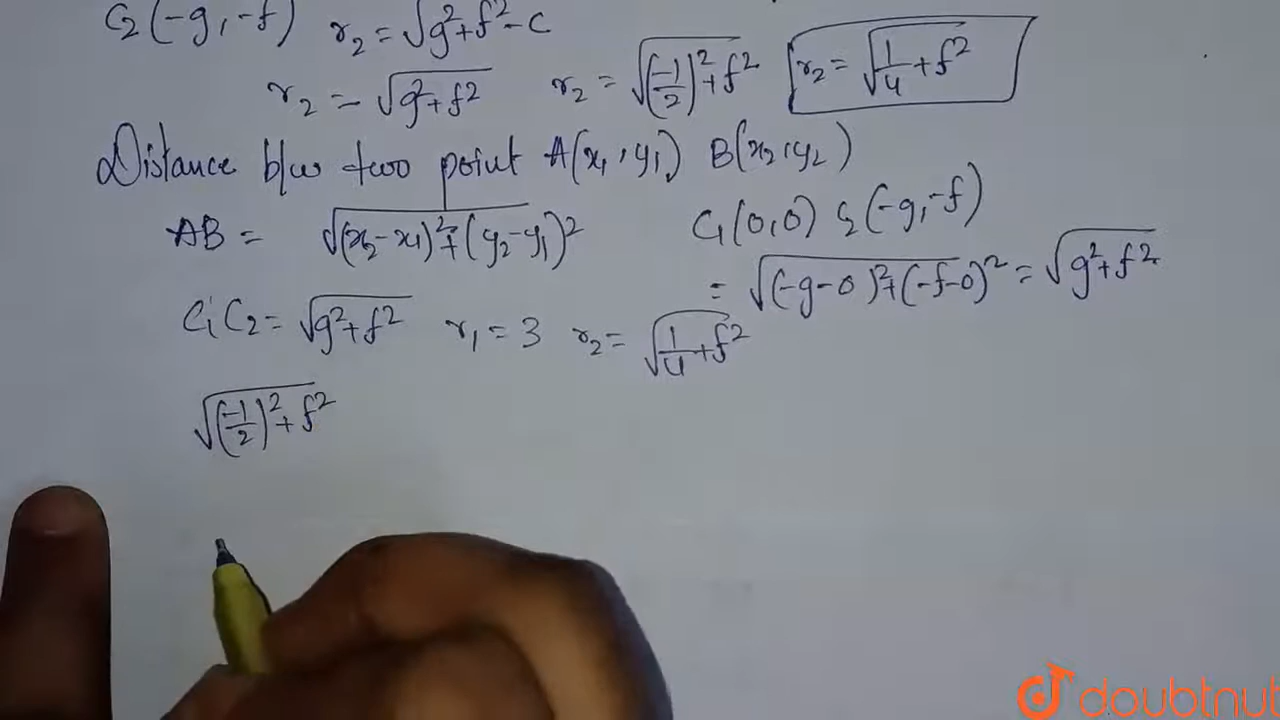 C₂(-g,-f) r₂=√g²+f²-c
r₂=√g²+f² r₂=√(-1/2)²+f² r₂=√1/4+f²
Distance b/w two point A(x₁,y₁) B(x₂,y₂)
AB= √(x₂-x₁)²+(y₂-y₁)² C₁(0,0) C₂(-g,-f)
=√(-g-0)²+(-f-0)²=√g²+f²
C₁C₂=√g²+f² r₁=3 r₂=√1/4+f²
√(-1/2)²+f²
doubtnut